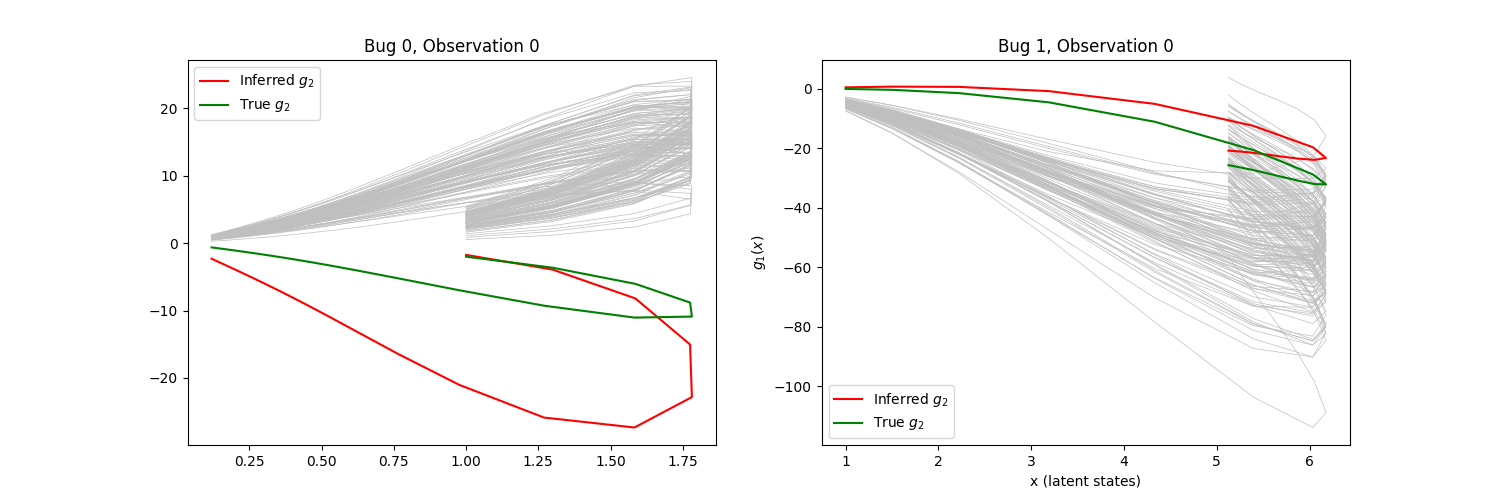 Bug 0, Observation 0
Inferred g₂
True g₂
20
10
0
−10
−20
0.25 0.50 0.75 1.00 1.25 1.50 1.75
Bug 1, Observation 0
g₁(x)
0
−20
−40
−60
−80
−100
Inferred g₂
True g₂
1 2 3 4 5 6
x (latent states)